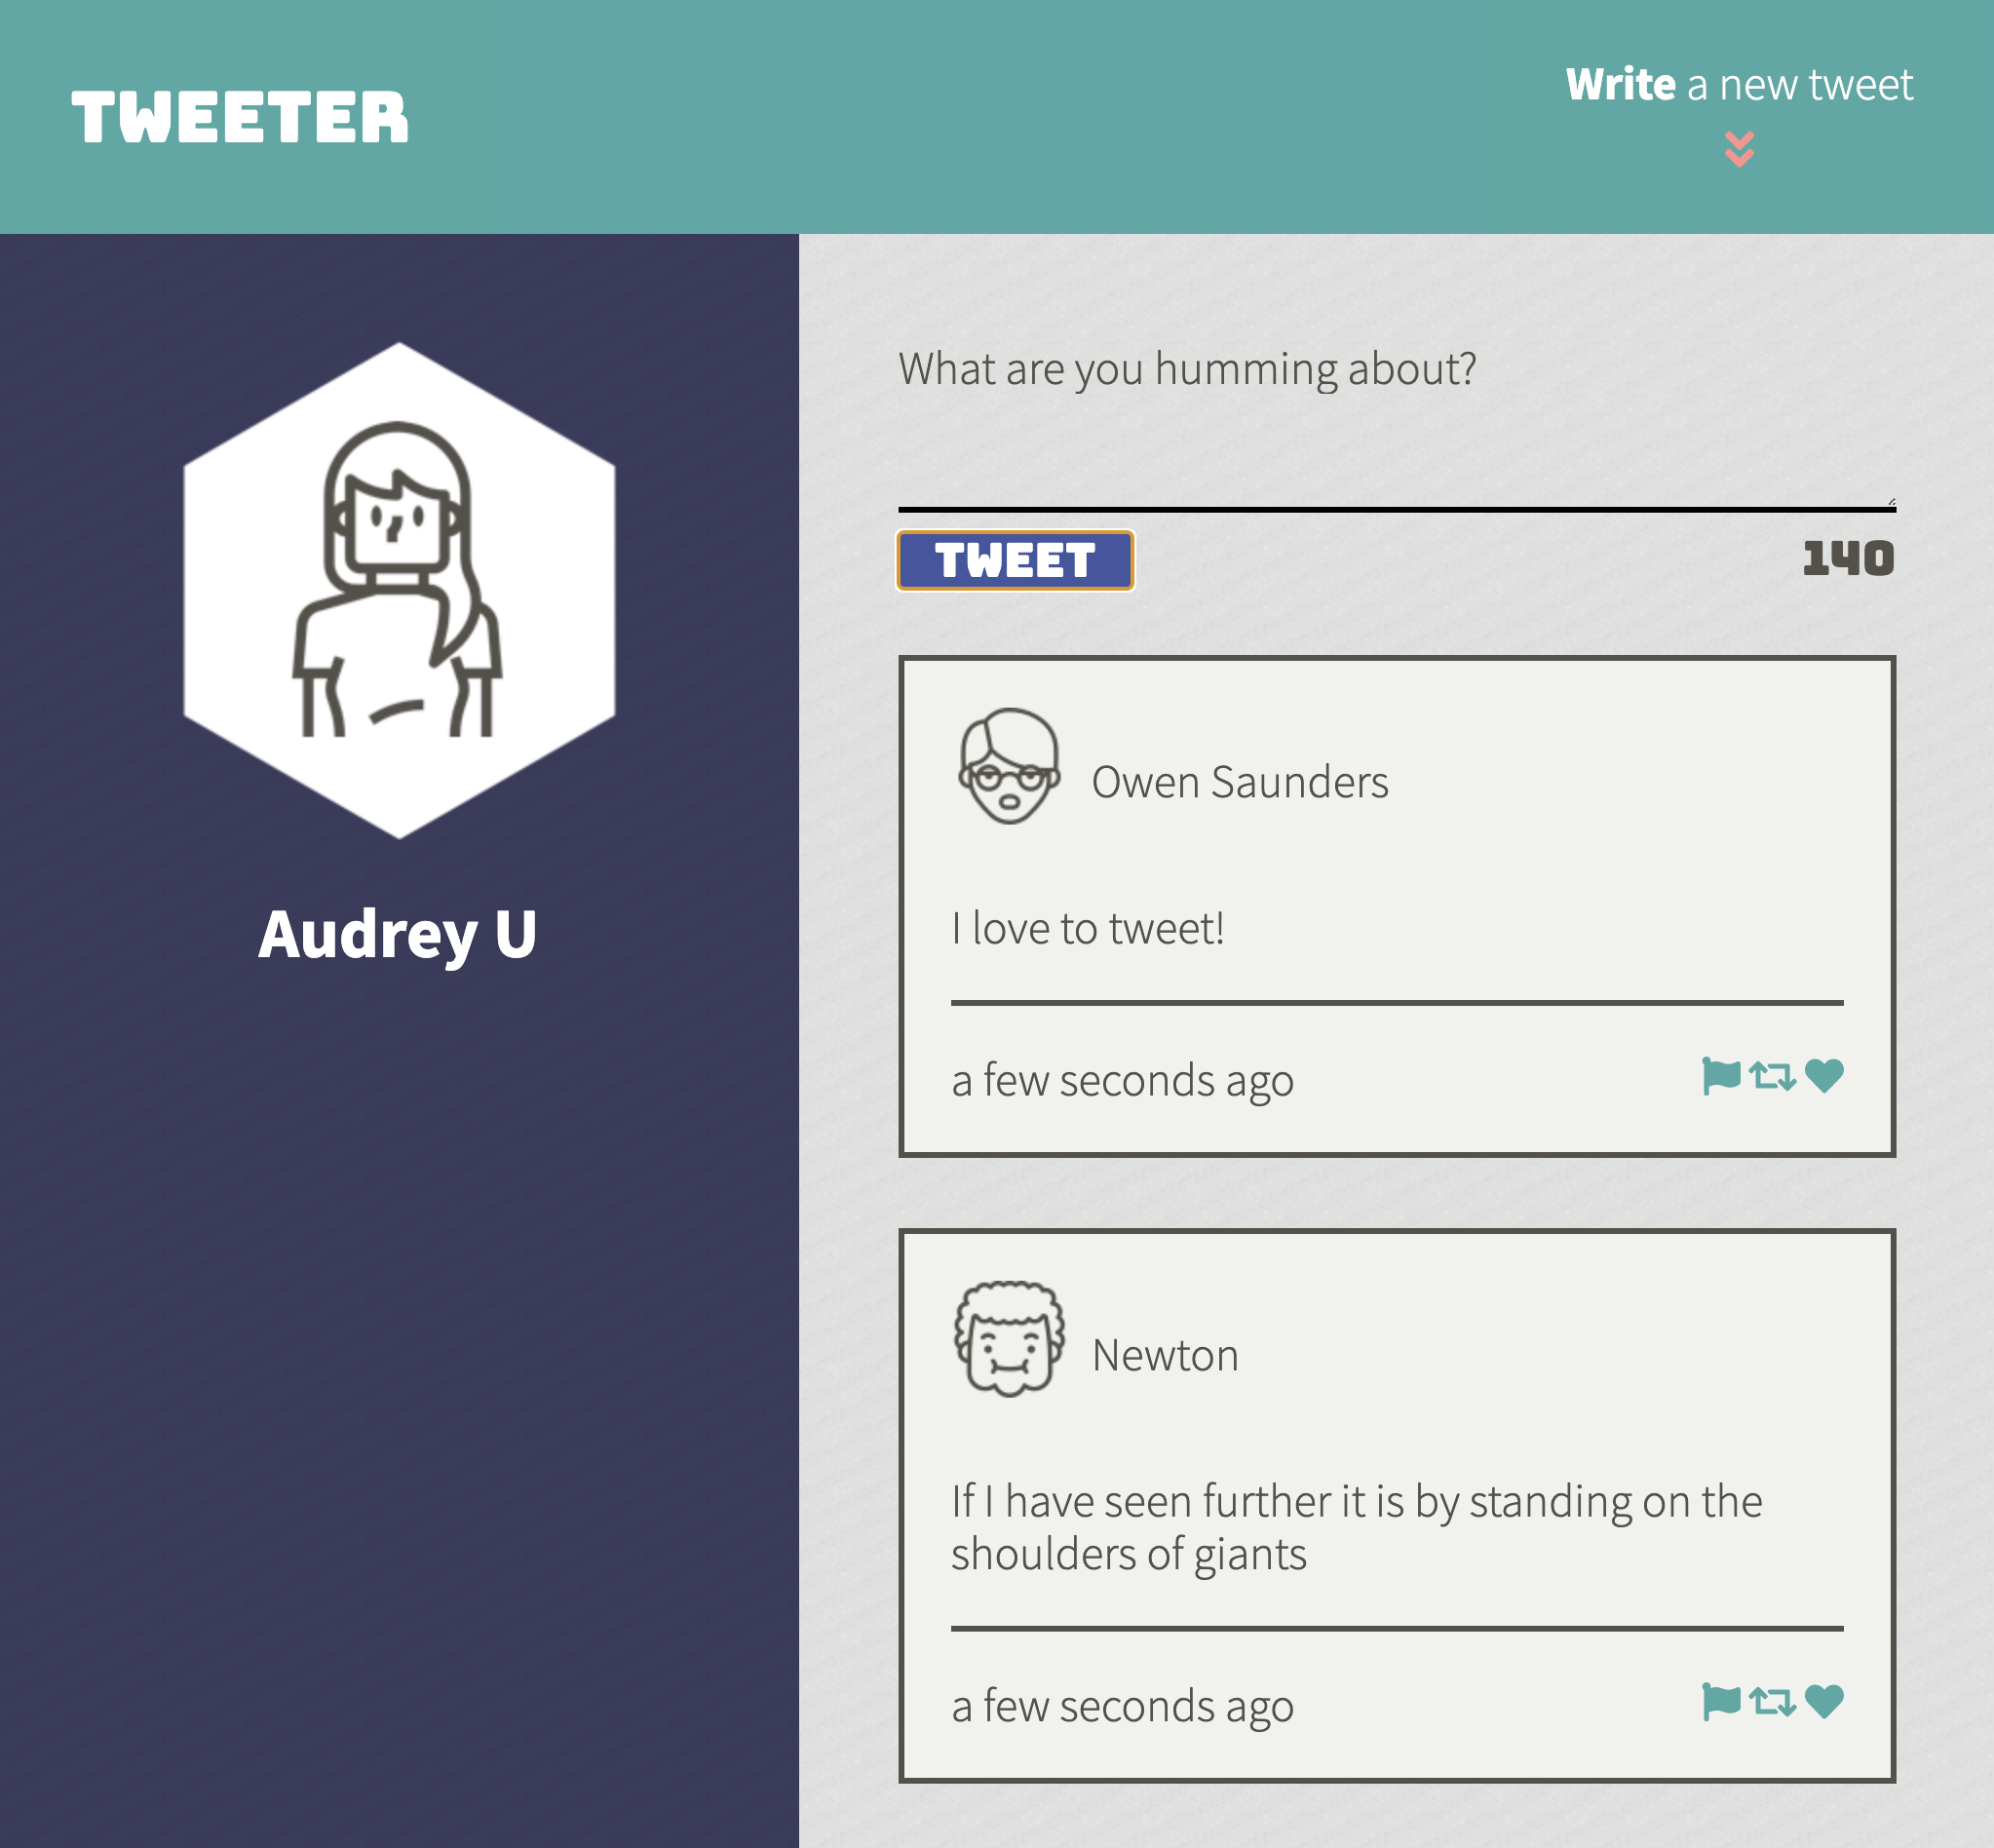 TWEETER
Write a new tweet
Audrey U
What are you humming about?
TWEET
140
Owen Saunders
I love to tweet!
a few seconds ago
Newton
If I have seen further it is by standing on the
shoulders of giants
a few seconds ago